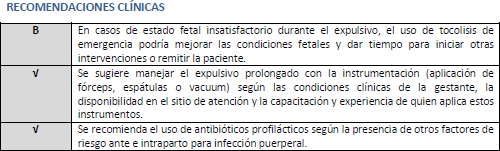 RECOMENDACIONES CLÍNICAS
B
En casos de estado fetal insatisfactorio durante el expulsivo, el uso de tocolisis de
emergencia podría mejorar las condiciones fetales y dar tiempo para iniciar otras
intervenciones o remitir la paciente.
√
Se sugiere manejar el expulsivo prolongado con la instrumentación (aplicación de
fórceps, espátulas o vacuum) según las condiciones clínicas de la gestante, la
disponibilidad en el sitio de atención y la capacitación y experiencia de quien aplica estos
instrumentos.
√
Se recomienda el uso de antibióticos profilácticos según la presencia de otros factores de
riesgo ante e intraparto para infección puerperal.